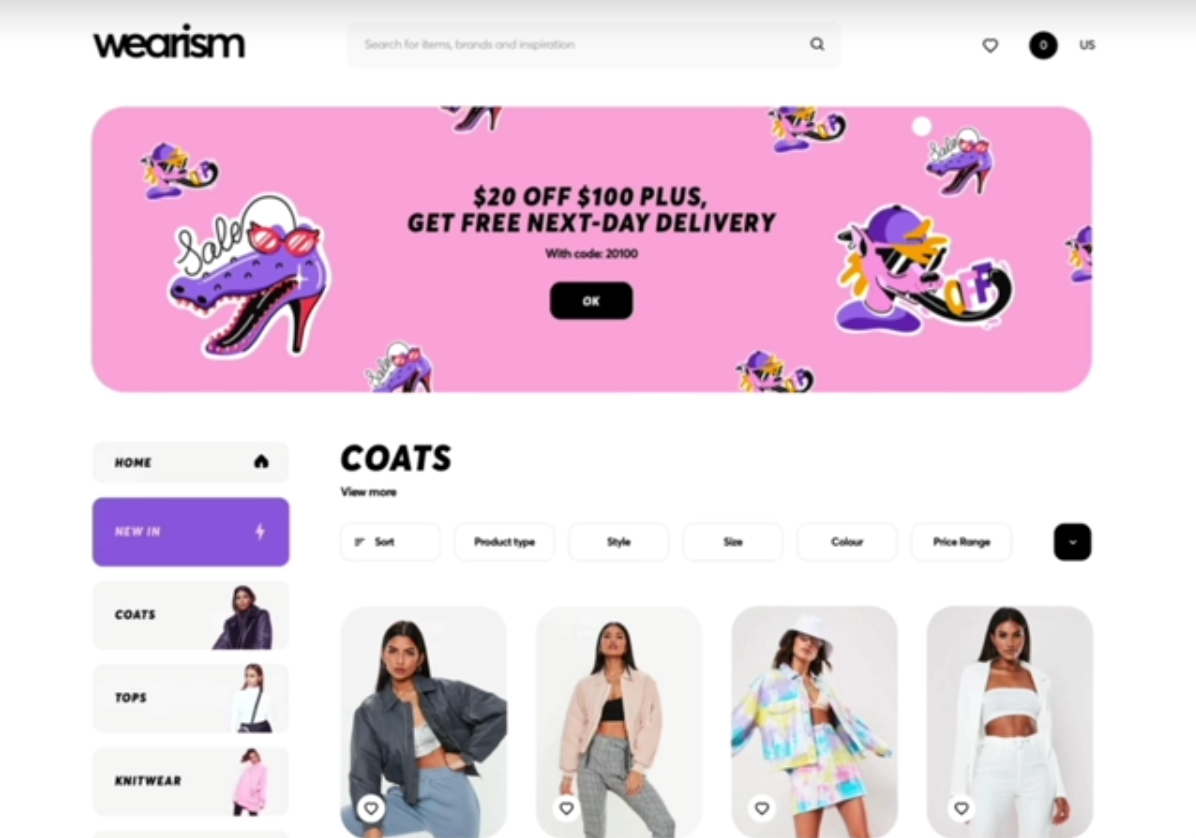 wearism
Search for items, brands and inspiration
0
US
$20 OFF $100 PLUS,
GET FREE NEXT-DAY DELIVERY
With code: 20100
OK
Sale
OFF
Sale
Sale
HOME
NEW IN
COATS
TOPS
KNITWEAR
COATS
View more
Sort
Product type
Style
Size
Colour
Price Range